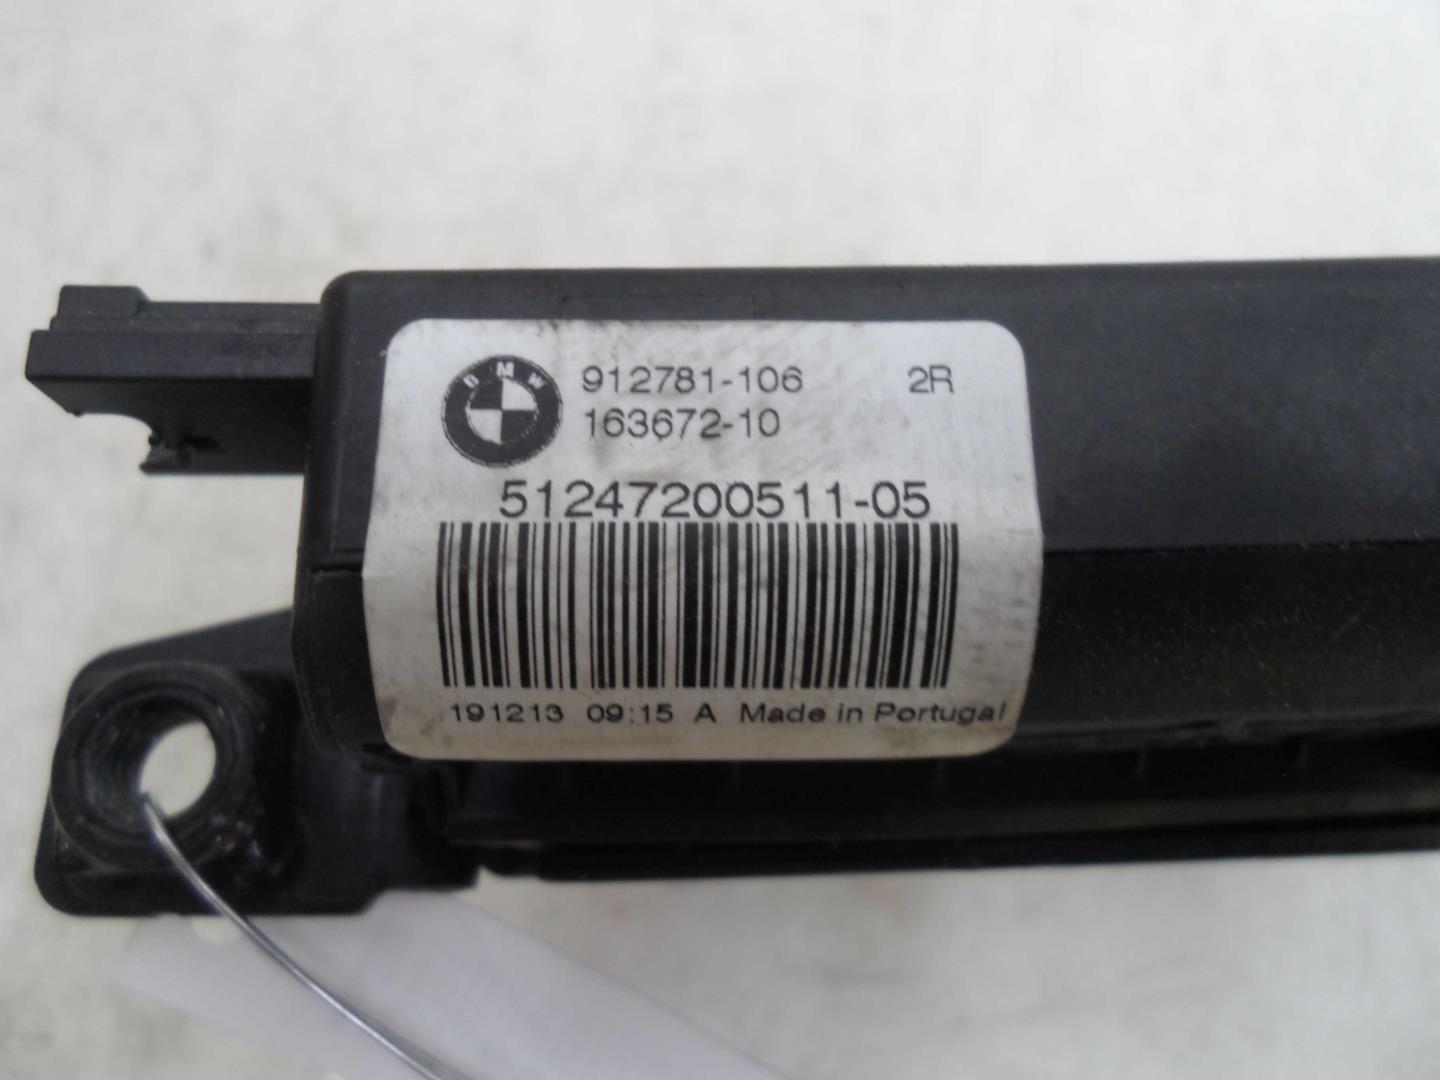 BMW
912781-106 2R
163672-10
51247200511-05
191213 09:15 A Made in Portugal